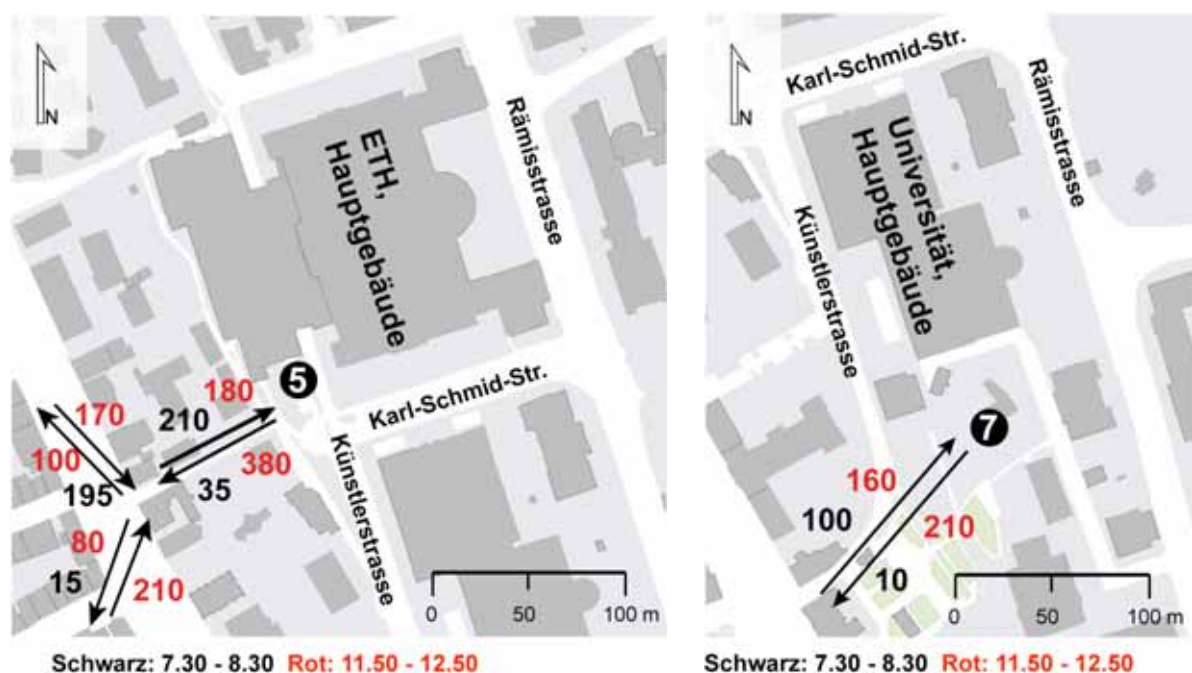 N
ETH,
Hauptgebäude
Rämisstrasse
5
180
210
170
100
195
380
35
80
15
210
Karl-Schmid-Str.
Künstlerstrasse
0 50 100 m
Schwarz: 7.30 - 8.30 Rot: 11.50 - 12.50
N
Karl-Schmid-Str.
Rämisstrasse
Universität,
Hauptgebäude
Künstlerstrasse
7
160
100
210
10
0 50 100 m
Schwarz: 7.30 - 8.30 Rot: 11.50 - 12.50